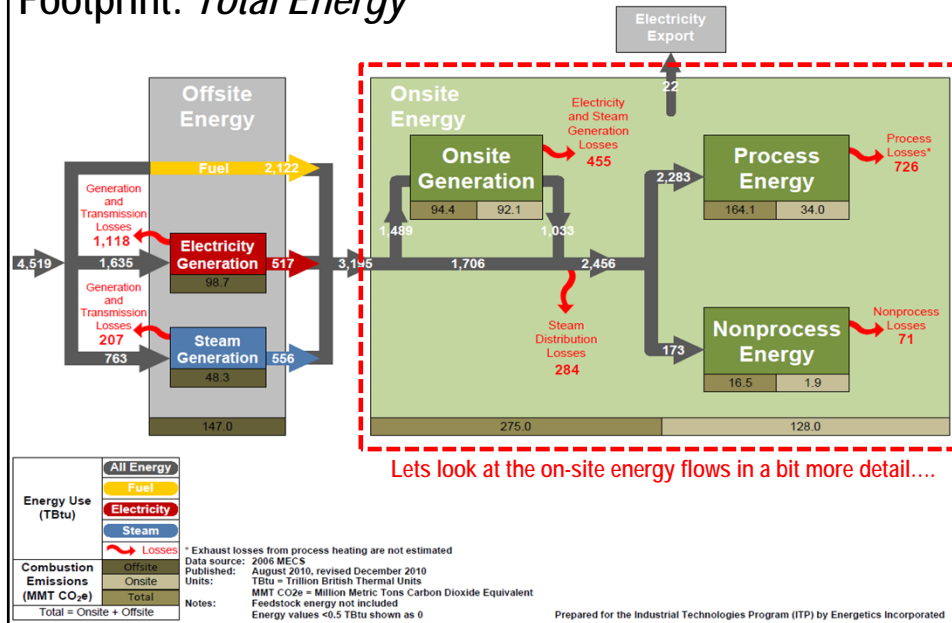 Footprint: Total Energy
Electricity
Export
22
Offsite
Energy
Onsite
Energy
Electricity
and Steam
Generation
Losses
455
Fuel
2,122
Onsite
Generation
94.4
92.1
Process
Energy
164.1
34.0
Process
Losses*
726
2,283
Generation
and
Transmission
Losses
1,118
1,489
1,033
4,519
1,635
Electricity
Generation
98.7
517
3,195
1,706
2,456
Generation
and
Transmission
Losses
207
763
Steam
Generation
48.3
556
Steam
Distribution
Losses
284
173
Nonprocess
Energy
16.5
1.9
Nonprocess
Losses
71
147.0
275.0
128.0
Lets look at the on-site energy flows in a bit more detail....
Energy Use
(TBtu)
All Energy
Fuel
Electricity
Steam
Losses
Combustion
Emissions
(MMT CO₂e)
Offsite
Onsite
Total
Total = Onsite + Offsite
* Exhaust losses from process heating are not estimated
Data source: 2006 MECS
Published: August 2010, revised December 2010
Units: TBtu = Trillion British Thermal Units
MMT CO2e = Million Metric Tons Carbon Dioxide Equivalent
Notes: Feedstock energy not included
Energy values <0.5 TBtu shown as 0
Prepared for the Industrial Technologies Program (ITP) by Energetics Incorporated